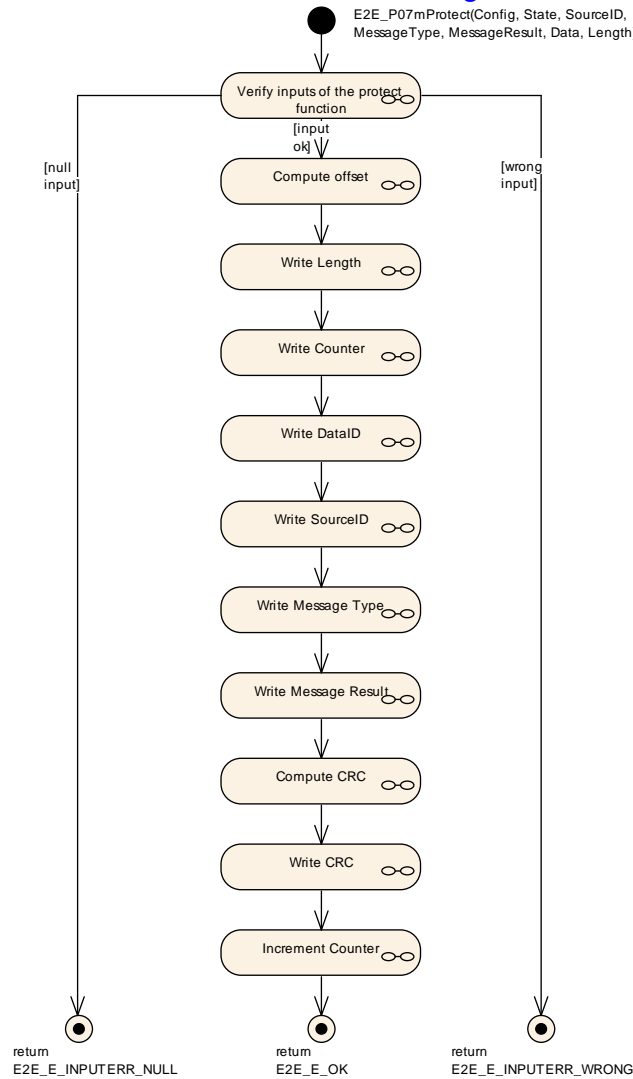 E2E_P07mProtect(Config, State, SourceID,
MessageType, MessageResult, Data, Length
Verify inputs of the protect
function
[input
ok]
[null
input]
[wrong
input]
Compute offset
Write Length
Write Counter
Write DataID
Write SourceID
Write Message Type
Write Message Result
Compute CRC
Write CRC
Increment Counter
return
E2E_E_INPUTERR_NULL
return
E2E_E_OK
return
E2E_E_INPUTERR_WRONG